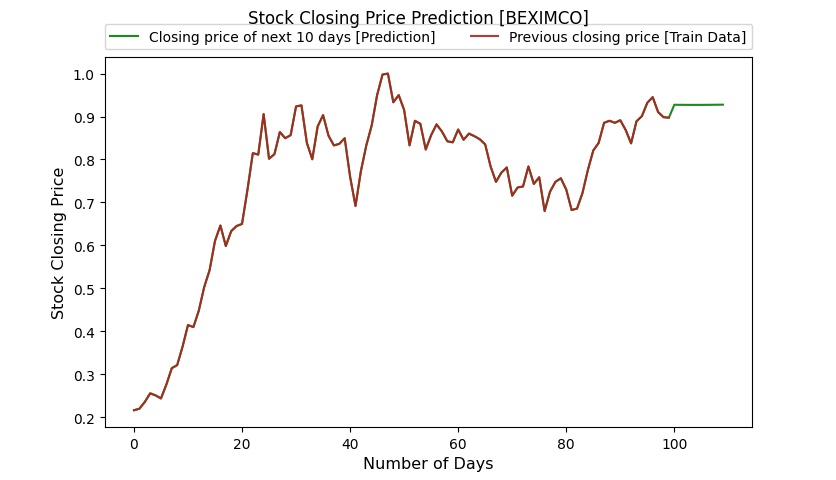 Stock Closing Price Prediction [BEXIMCO]
Closing price of next 10 days [Prediction]
Previous closing price [Train Data]
1.0
0.9
0.8
0.7
0.6
0.5
0.4
0.3
0.2
Stock Closing Price
0 20 40 60 80 100
Number of Days